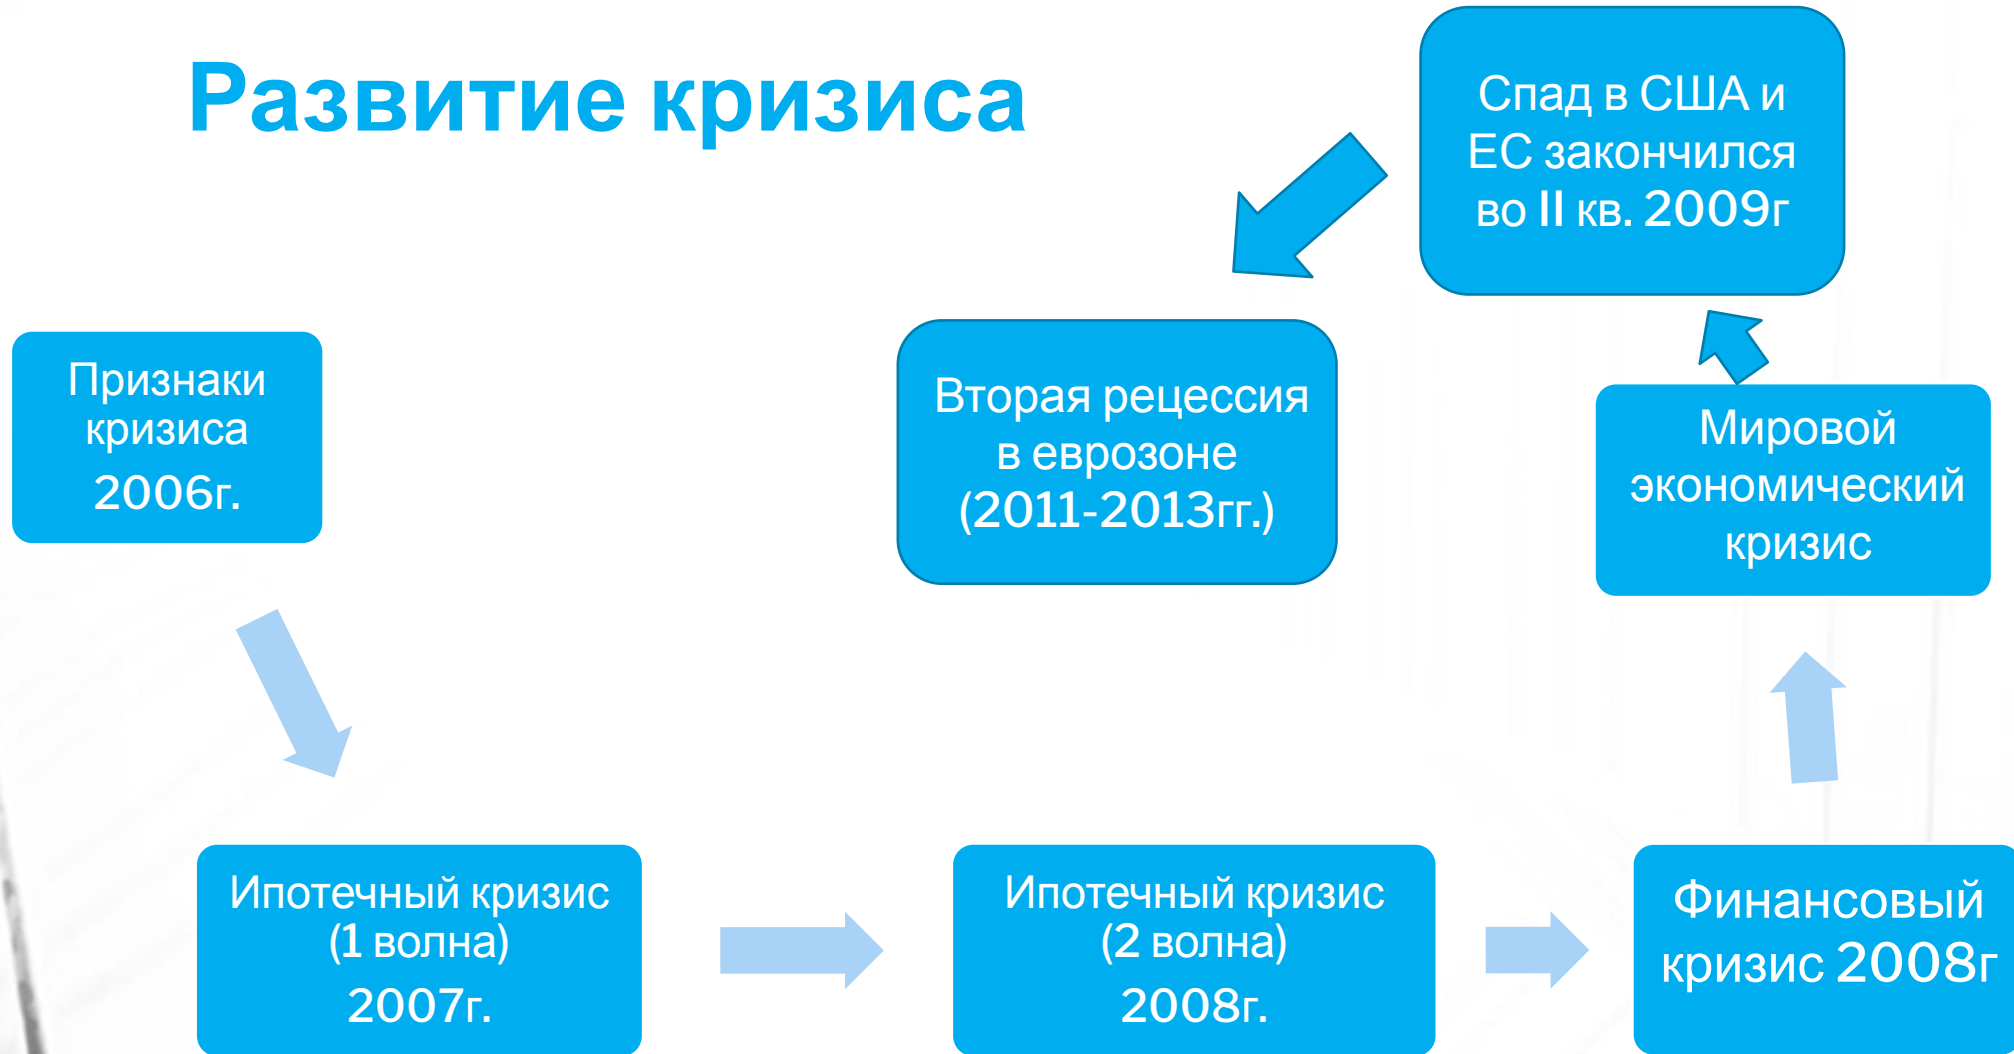 Развитие кризиса
Спад в США и
ЕС закончился
во II кв. 2009г
Признаки
кризиса
2006г.
Вторая рецессия
в еврозоне
(2011-2013гг.)
Мировой
экономический
кризис
Ипотечный кризис
(1 волна)
2007г.
Ипотечный кризис
(2 волна)
2008г.
Финансовый
кризис 2008г